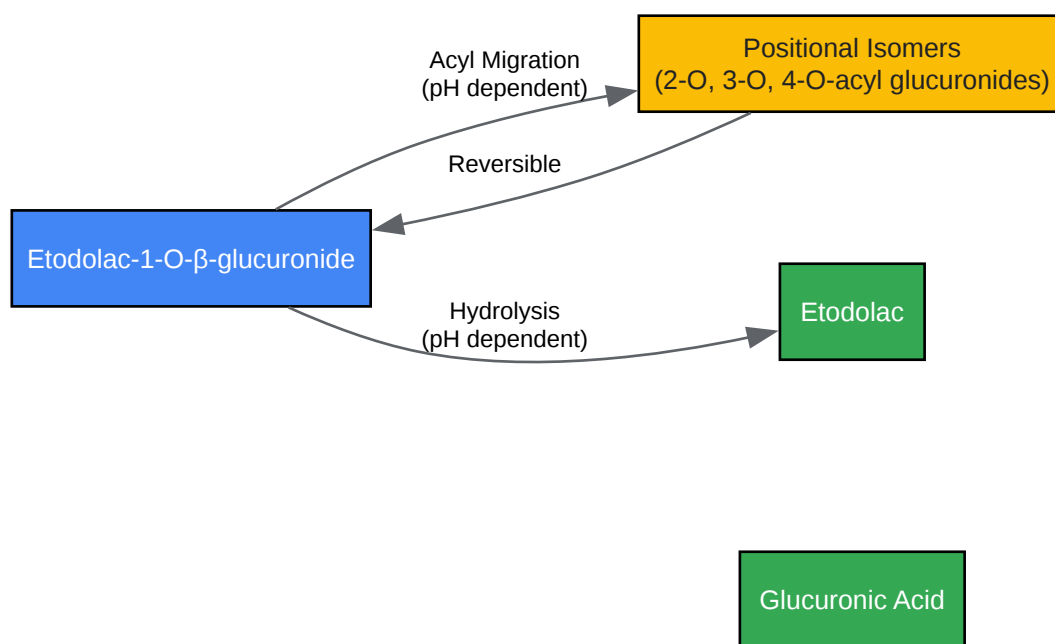 Positional Isomers
(2-O, 3-O, 4-O-acyl glucuronides)
Acyl Migration
(pH dependent)
Reversible
Etodolac-1-O-β-glucuronide
Hydrolysis
(pH dependent)
Etodolac
Glucuronic Acid